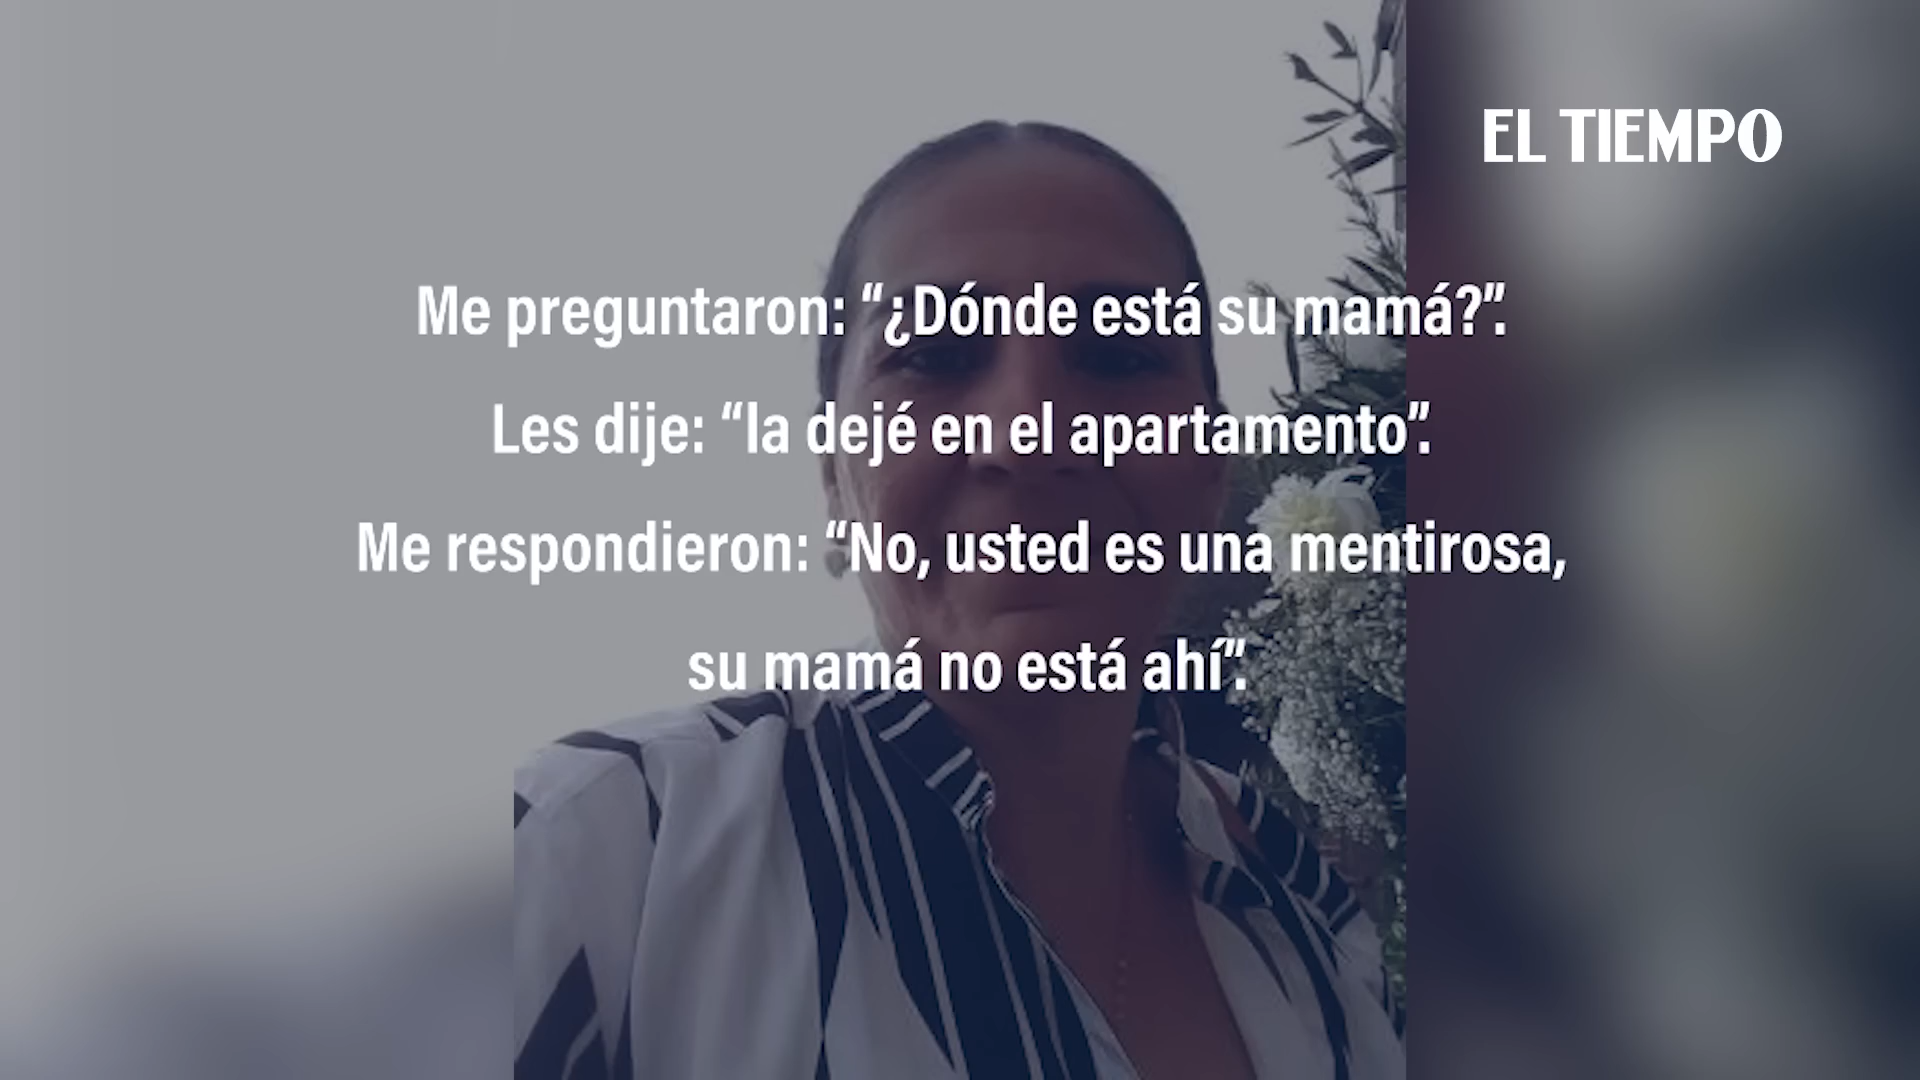 EL TIEMPO
Me preguntaron: “¿Dónde está su mamá?”.
Les dije: “la dejé en el apartamento”.
Me respondieron: “No, usted es una mentirosa,
su mamá no está ahí”.